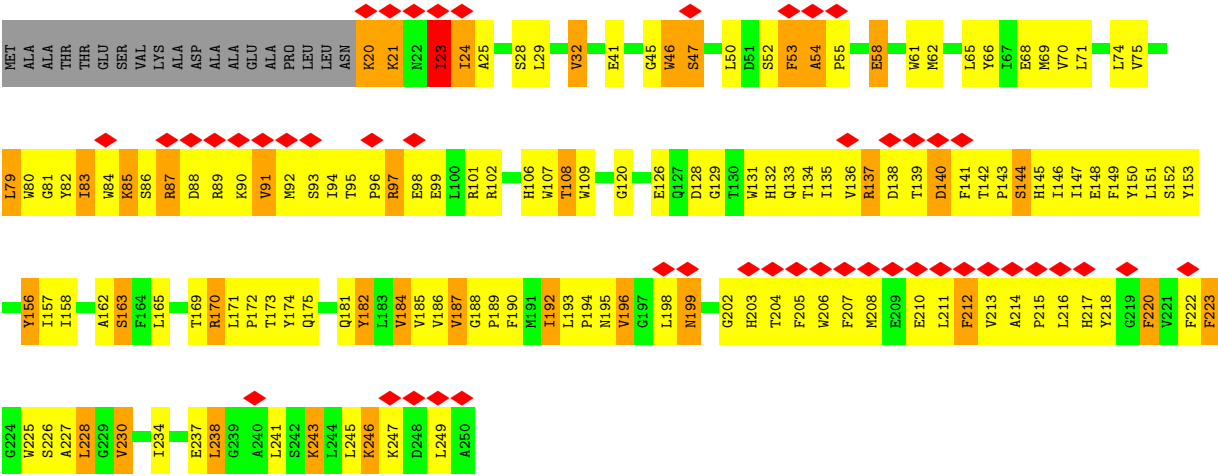 MET ALA ALA THR THR GLU SER VAL LYS ALA ASP ALA ALA GLU ALA PRO LEU LEU ASN K20 K21 N22 I23 I24 A25 S28 L29 V32 E41 G45 W46 S47 L50 D51 S52 F53 A54 P55 E58 W61 M62 L65 Y66 I67 E68 M69 V70 L71 L74 V75
L79 W80 G81 Y82 I83 W84 K85 S86 R87 D88 R89 K90 V91 M92 S93 I94 T95 P96 R97 E98 E99 L100 R101 R102 H106 W107 T108 W109 G120 E126 Q127 D128 G129 T130 W131 H132 Q133 T134 I135 V136 R137 D138 T139 D140 F141 T142 P143 S144 H145 I146 I147 E148 F149 Y150 L151 S152 Y153
Y156 I157 I158 A162 S163 F164 L165 T169 R170 L171 P172 T173 Y174 Q175 Q181 Y182 L183 V184 V185 V186 V187 G188 P189 F190 M191 I192 L193 P194 N195 V196 G197 L198 N199 G202 H203 T204 F205 W206 F207 M208 E209 E210 L211 F212 V213 A214 P215 L216 H217 Y218 G219 F220 V221 F222 F223
G224 W225 S226 A227 L228 G229 V230 I234 E237 L238 G239 A240 L241 S242 K243 L244 L245 K246 K247 D248 L249 A250